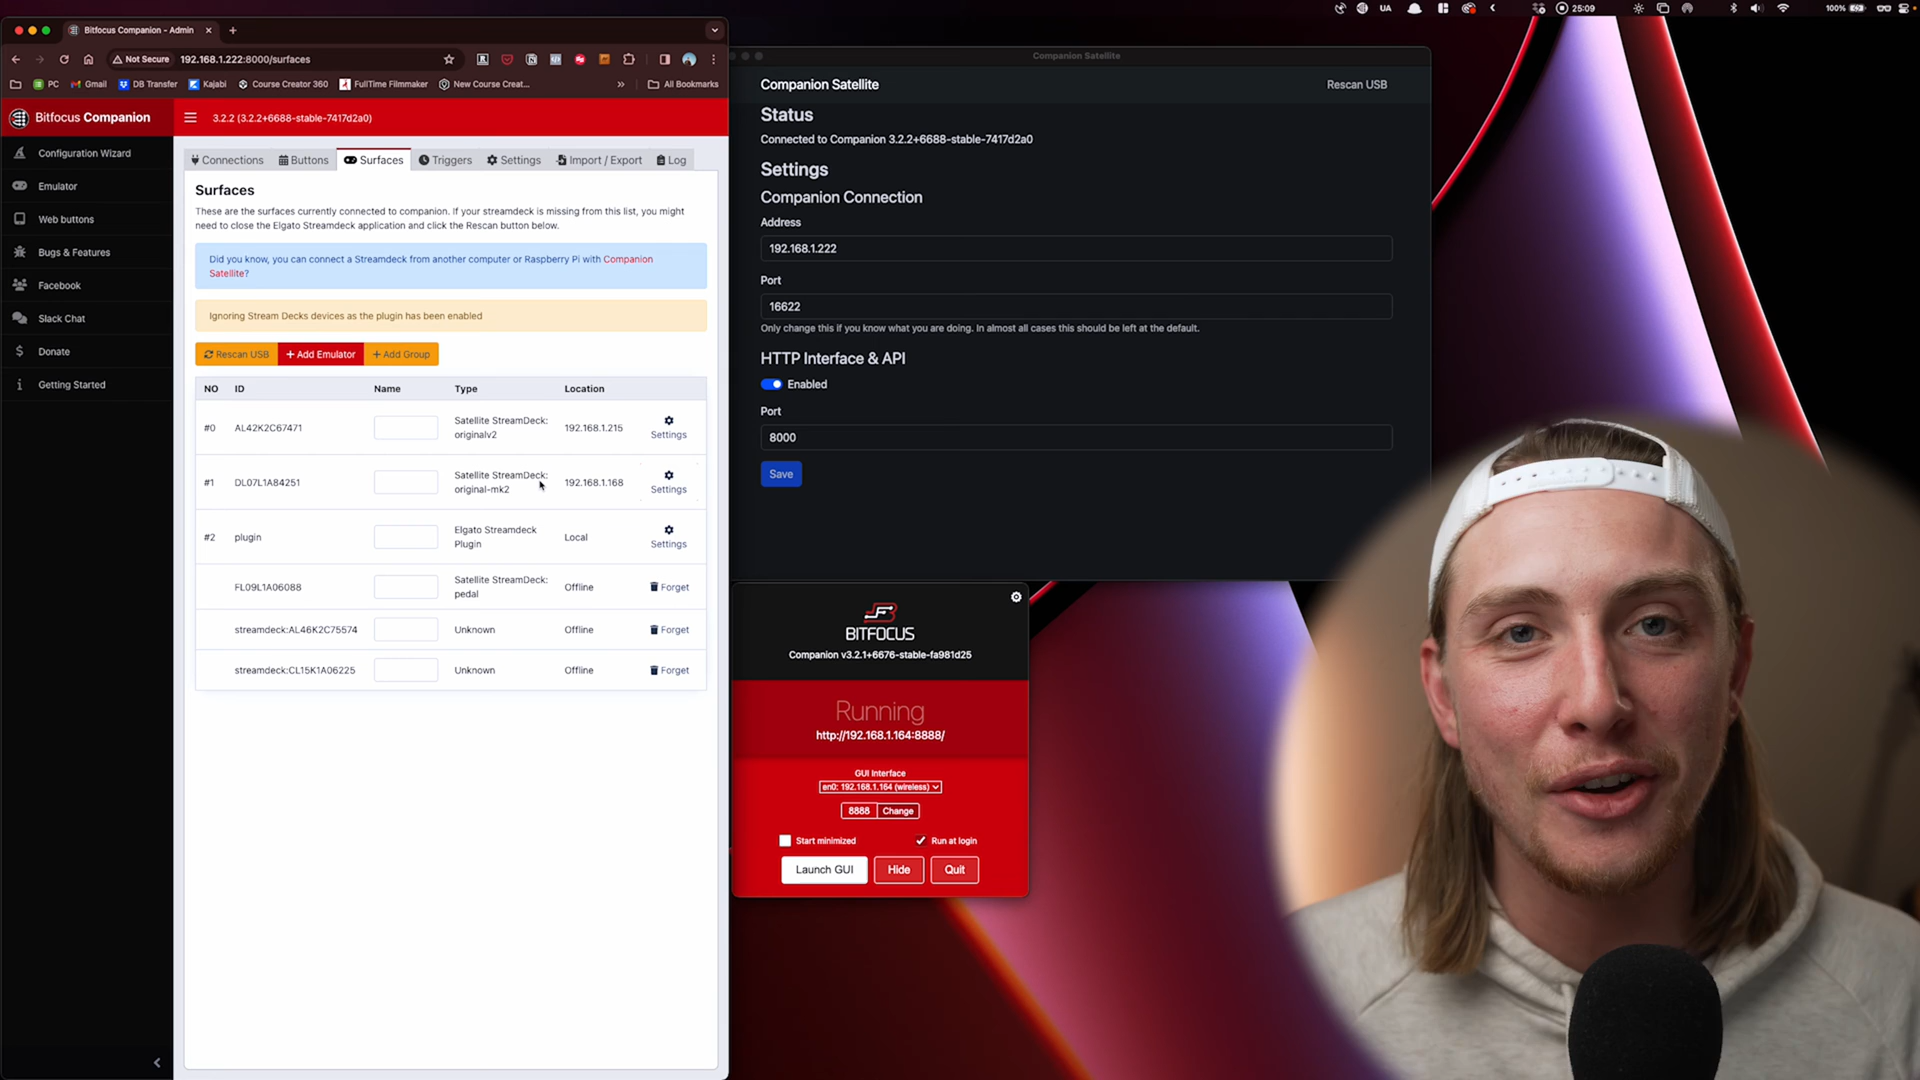 UA
25:09
100%
Bitfocus Companion - Admin
Not Secure
192.168.1.222:8000/surfaces
PC
Gmail
DB Transfer
Kajabi
Course Creator 360
FullTime Filmmaker
New Course Creat...
»
All Bookmarks
Bitfocus Companion
3.2.2 (3.2.2+6688-stable-7417d2a0)
Configuration Wizard
Emulator
Web buttons
Bugs & Features
Facebook
Slack Chat
Donate
Getting Started
Connections
Buttons
Surfaces
Triggers
Settings
Import / Export
Log
Surfaces
These are the surfaces currently connected to companion. If your streamdeck is missing from this list, you might
need to close the Elgato Streamdeck application and click the Rescan button below.
Did you know, you can connect a Streamdeck from another computer or Raspberry Pi with Companion
Satellite?
Ignoring Stream Decks devices as the plugin has been enabled
Rescan USB
+ Add Emulator
+ Add Group
NO ID Name Type Location
#0 AL42K2C67471 Satellite StreamDeck: 192.168.1.215
originalv2
Settings
#1 DL07L1A84251 Satellite StreamDeck: 192.168.1.168
original-mk2
Settings
#2 plugin Elgato Streamdeck Local
Plugin
Settings
FL09L1A06088 Satellite StreamDeck: Offline Forget
pedal
streamdeck:AL46K2C75574 Unknown Offline Forget
streamdeck:CL15K1A06225 Unknown Offline Forget
Companion Satellite
Companion Satellite
Rescan USB
Status
Connected to Companion 3.2.2+6688-stable-7417d2a0
Settings
Companion Connection
Address
192.168.1.222
Port
16622
Only change this if you know what you are doing. In almost all cases this should be left at the default.
HTTP Interface & API
Enabled
Port
8000
Save
BITFOCUS
Companion v3.2.1+6676-stable-fa981d25
Running
http://192.168.1.164:8888/
GUI Interface
en0: 192.168.1.164 (wireless)
8888 Change
Start minimized
Run at login
Launch GUI
Hide
Quit